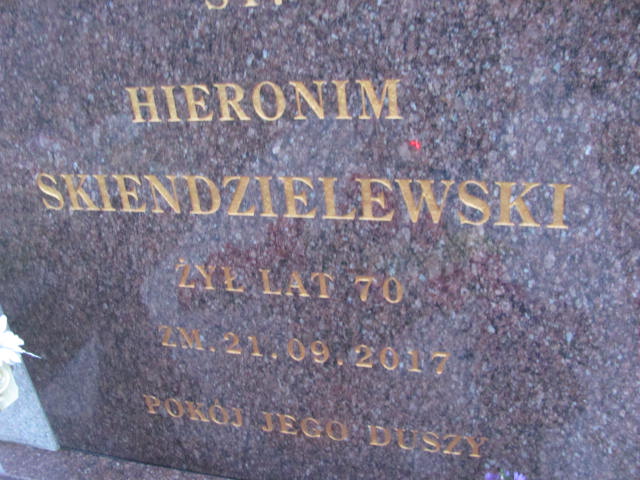 HIERONIM
SKIENDZIELEWSKI
ŻYŁ LAT 70
ZM. 21.09.2017
POKÓJ JEGO DUSZY